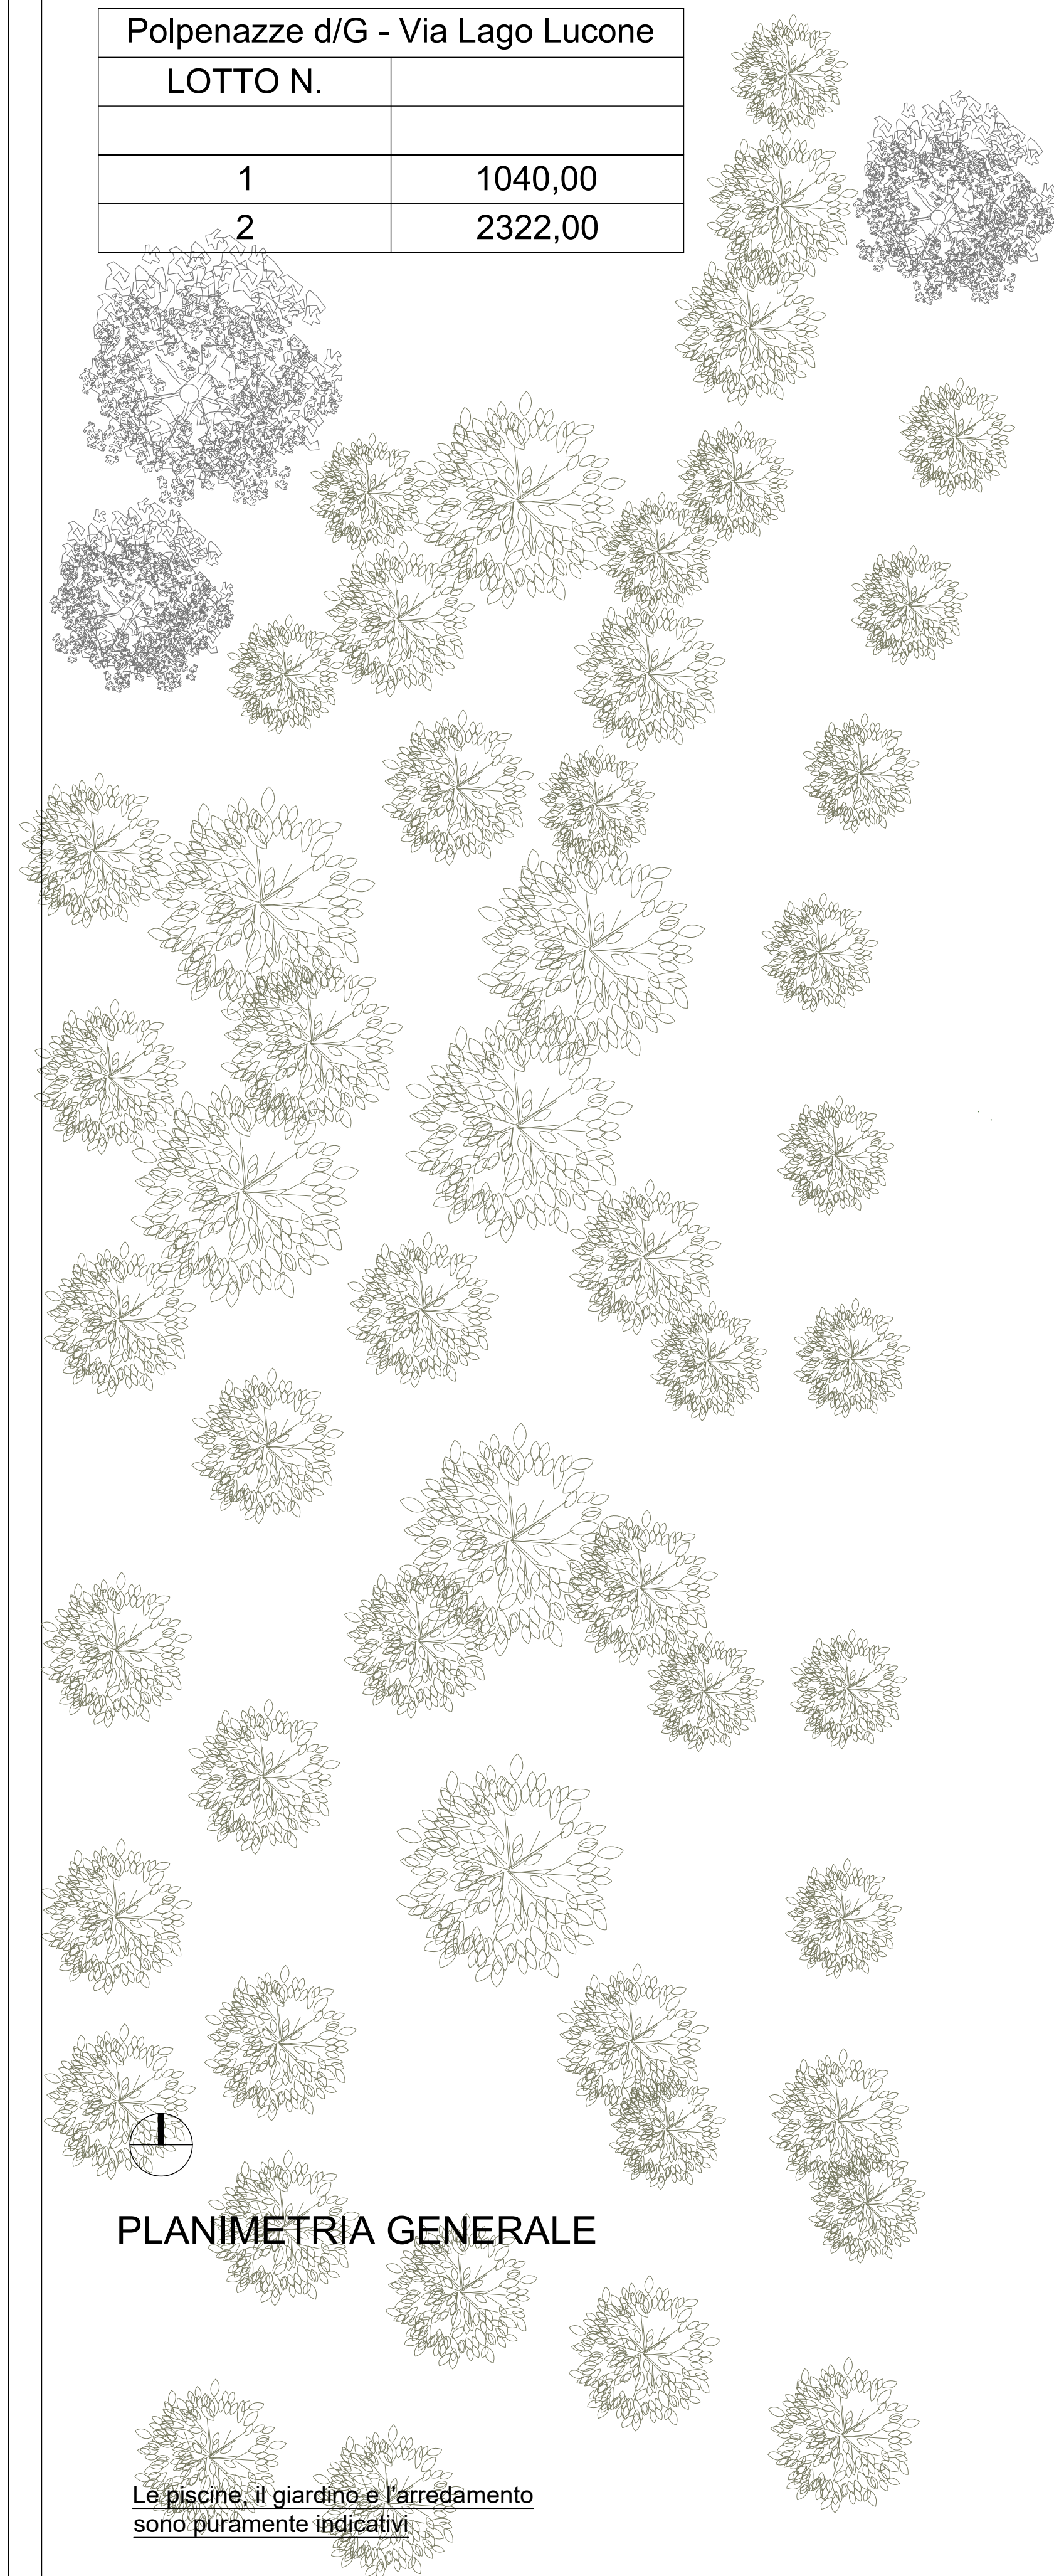 Polpenazze d/G - Via Lago Lucone
LOTTO N.
1 1040,00
2 2322,00
PLANIMETRIA GENERALE
Le piscine, il giardino e l'arredamento
sono puramente indicativi